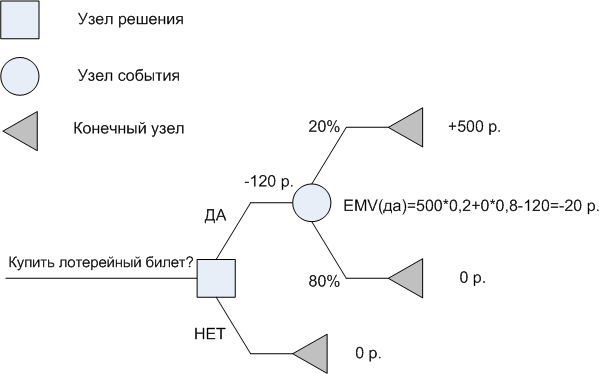 Узел решения
Узел события
Конечный узел
20%
+500 р.
-120 р.
EMV(да)=500*0,2+0*0,8-120=-20 р.
ДА
Купить лотерейный билет?
80%
0 р.
НЕТ
0 р.